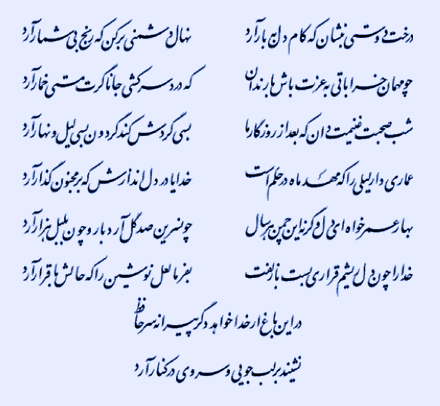 درخت دوستی بنشان که کام دل به بار آرد نهال دشمنی برکن که رنج بی شمار آرد
چو مهمان خراباتی به عزت باش با رندان که درد سر کشی جانا گرت مستی خمار آرد
شب صحبت غنیمت دان که بعد از روزگار ما بسی گردش کند گردون بسی لیل و نهار آرد
عماری دار لیلی را که مهد ماه در حکم است خدایا در دل اندازش که بر مجنون گذار آرد
بهار عمر خواه ای دل وگرنه این چمن هر سال چو نسرین صد گل آرد بار و چون بلبل هزار آرد
خدا را چون دل ریشم قراری بست با زلفت بفرما لعل نوشین را که حالش باقرار آرد
در این باغ ار خدا خواهد دگر پیرانه سر حافظ
نشیند بر لب جویی و سروی در کنار آرد